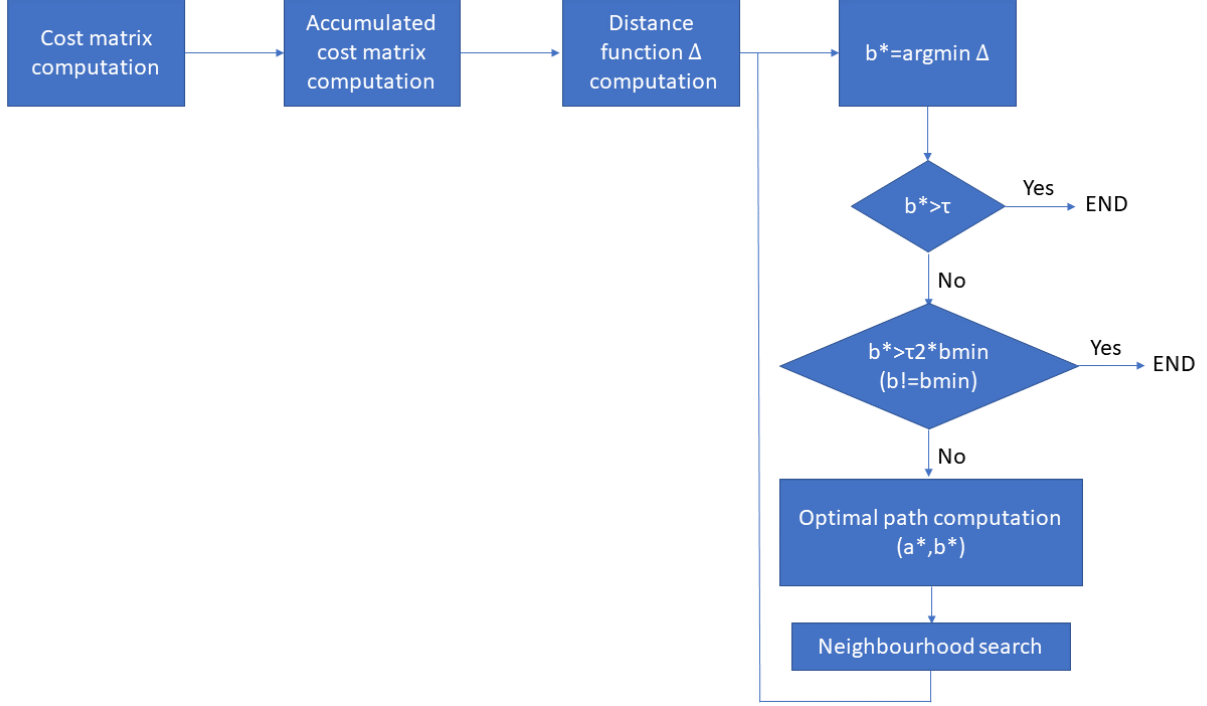 Cost matrix
computation
Accumulated
cost matrix
computation
Distance
function Δ
computation
b*=argmin Δ
b*>τ
Yes
END
No
b*>τ2*bmin
(b!=bmin)
Yes
END
No
Optimal path computation
(a*,b*)
Neighbourhood search